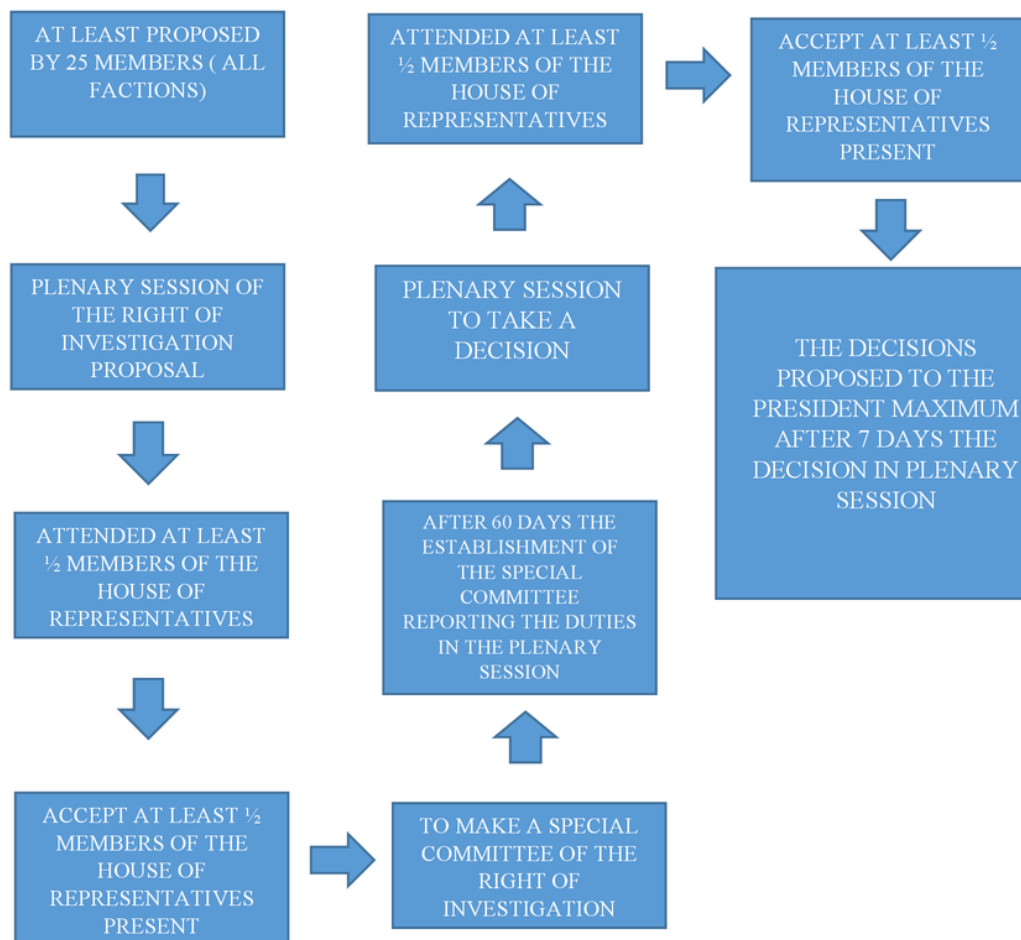 AT LEAST PROPOSED
BY 25 MEMBERS ( ALL
FACTIONS)
PLENARY SESSION OF
THE RIGHT OF
INVESTIGATION
PROPOSAL
ATTENDED AT LEAST
½ MEMBERS OF THE
HOUSE OF
REPRESENTATIVES
ACCEPT AT LEAST ½
MEMBERS OF THE
HOUSE OF
REPRESENTATIVES
PRESENT
TO MAKE A SPECIAL
COMMITTEE OF THE
RIGHT OF
INVESTIGATION
AFTER 60 DAYS THE
ESTABLISHMENT OF
THE SPECIAL
COMMITTEE
REPORTING THE DUTIES
IN THE PLENARY
SESSION
PLENARY SESSION
TO TAKE A
DECISION
ATTENDED AT LEAST
½ MEMBERS OF THE
HOUSE OF
REPRESENTATIVES
ACCEPT AT LEAST ½
MEMBERS OF THE
HOUSE OF
REPRESENTATIVES
PRESENT
THE DECISIONS
PROPOSED TO THE
PRESIDENT MAXIMUM
AFTER 7 DAYS THE
DECISION IN PLENARY
SESSION